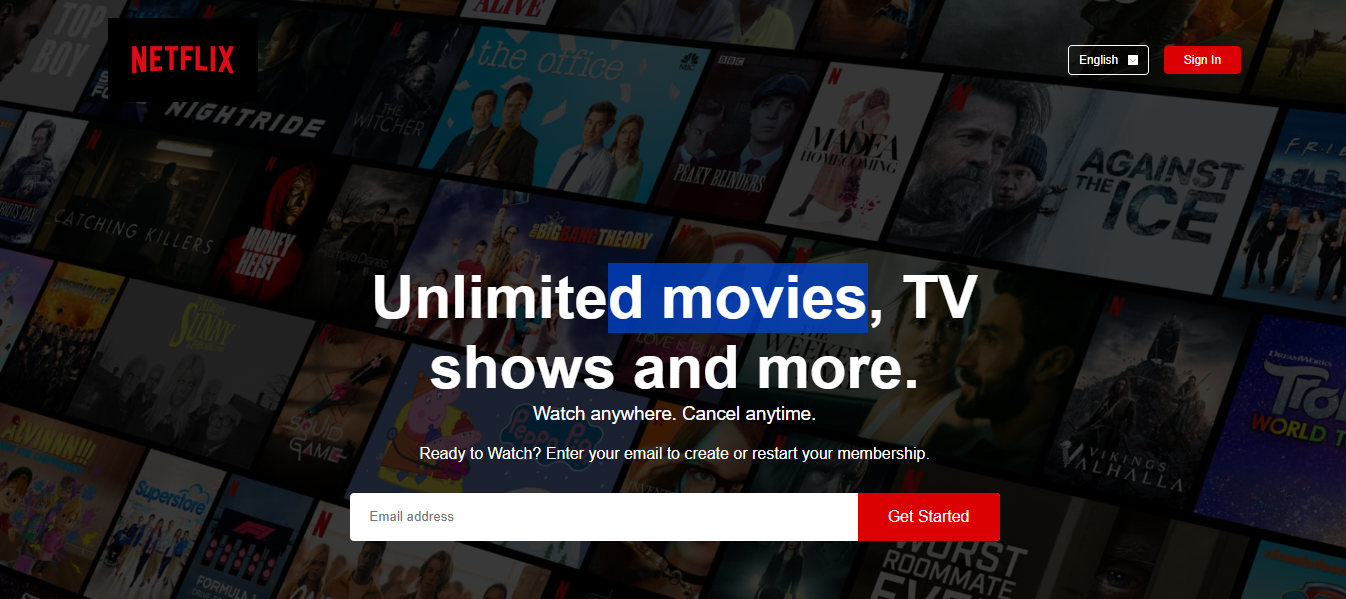 TOP
BOY
ALIVE
NETFLIX
the office
NBC
BBC
English
Sign In
NIGHTRIDE
THE
WITCHER
PEAKY BLINDERS
A
MADEA
HOMECOMING
AGAINST
THE ICE
CATCHING KILLERS
MONEY
HEIST
THE BIG BANG THEORY
Unlimited movies, TV
shows and more.
Watch anywhere. Cancel anytime.
Ready to Watch? Enter your email to create or restart your membership.
Email address
Get Started
SUNNY
SQUID
GAME
Peppa Pig
THE
WEEKEND
VIKINGS
VALHALLA
DREAMWORKS
WORLD
ALVINNN!!!
Superstore
FORMULA 1
WORST
ROOMMATE